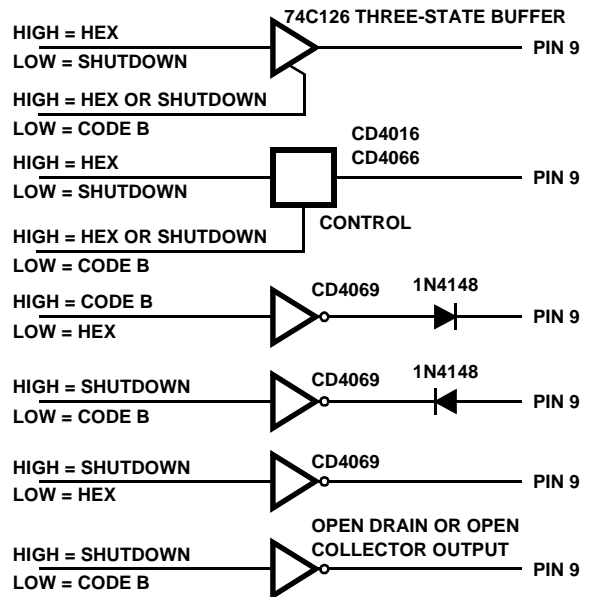 74C126 THREE-STATE BUFFER
HIGH = HEX
LOW = SHUTDOWN
PIN 9
HIGH = HEX OR SHUTDOWN
LOW = CODE B
CD4016
CD4066
HIGH = HEX
LOW = SHUTDOWN
PIN 9
CONTROL
HIGH = HEX OR SHUTDOWN
LOW = CODE B
CD4069
1N4148
HIGH = CODE B
LOW = HEX
PIN 9
CD4069
1N4148
HIGH = SHUTDOWN
LOW = CODE B
PIN 9
CD4069
HIGH = SHUTDOWN
LOW = HEX
PIN 9
OPEN DRAIN OR OPEN
COLLECTOR OUTPUT
HIGH = SHUTDOWN
LOW = CODE B
PIN 9